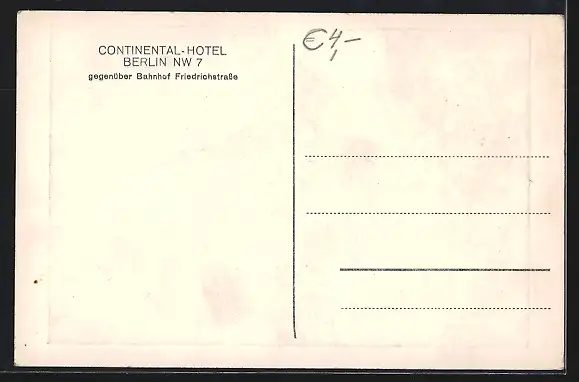 CONTINENTAL-HOTEL
BERLIN NW 7
gegenüber Bahnhof Friedrichstraße
€4,-